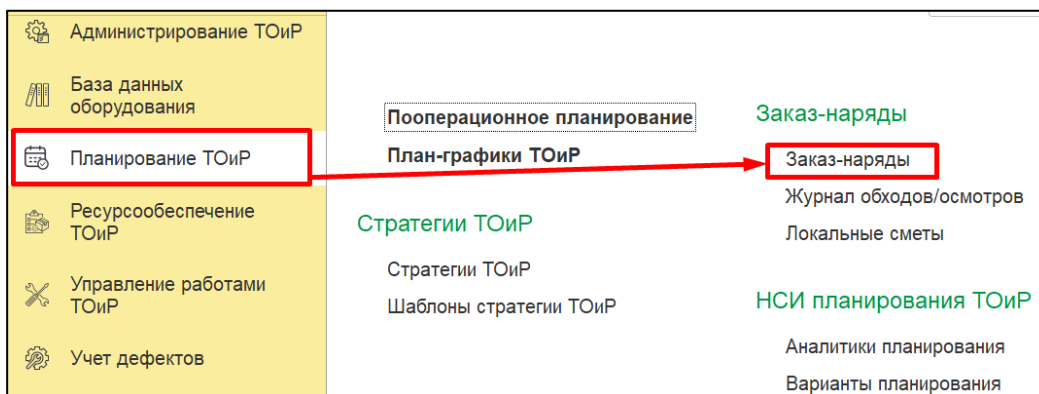 Администрирование ТОиР
База данных
оборудования
Планирование ТОиР
Ресурсообеспечение
ТОиР
Управление работами
ТОиР
Учет дефектов
Пооперационное планирование
План-графики ТОиР
Стратегии ТОиР
Стратегии ТОиР
Шаблоны стратегии ТОиР
Заказ-наряды
Заказ-наряды
Журнал обходов/осмотров
Локальные сметы
НСИ планирования ТОиР
Аналитики планирования
Варианты планирования